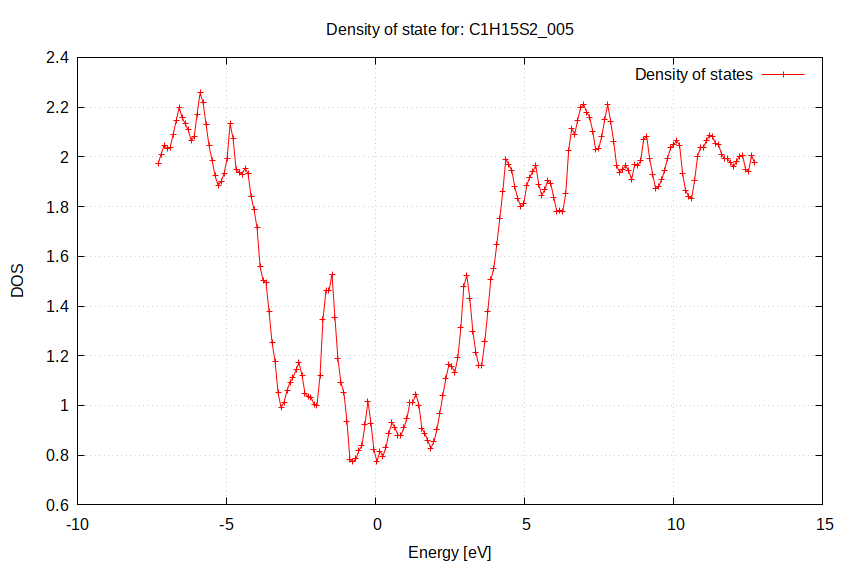 Density of state for: C1H15S2_005
Density of states
2.4
2.2
2
1.8
1.6
1.4
1.2
1
0.8
0.6
DOS
-10 -5 0 5 10 15
Energy [eV]